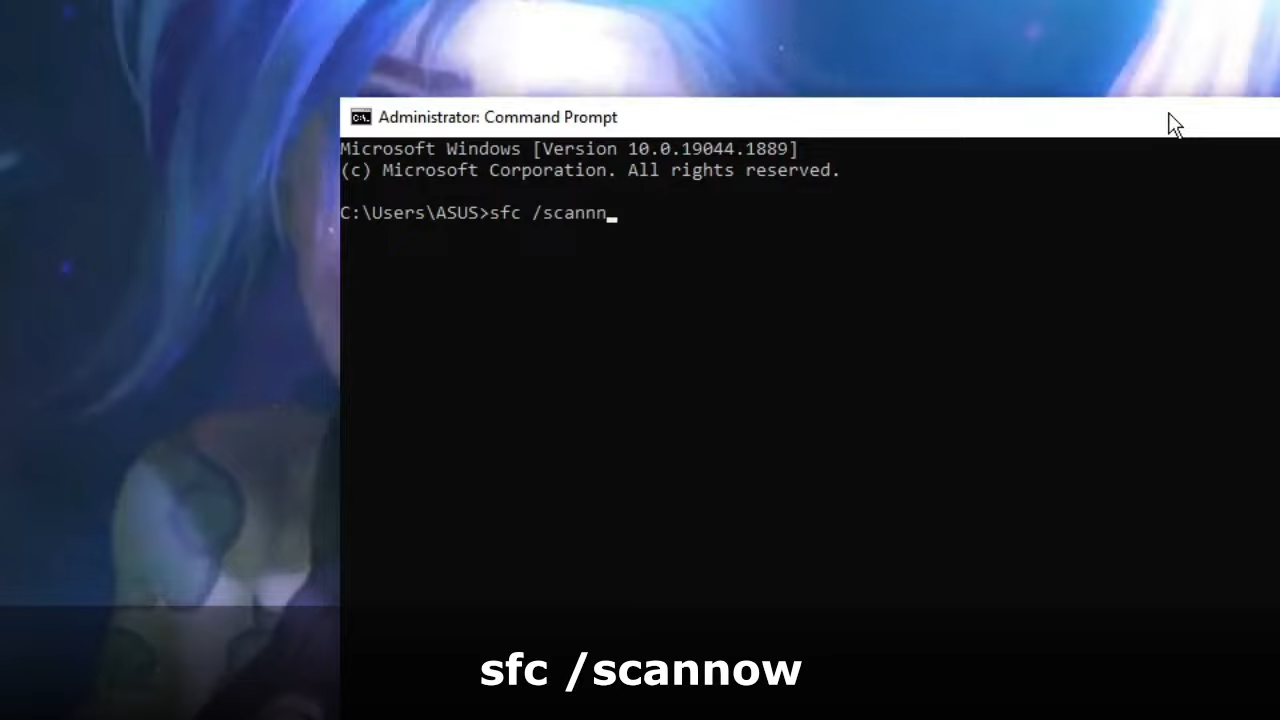 Administrator: Command Prompt
Microsoft Windows [Version 10.0.19044.1889]
(c) Microsoft Corporation. All rights reserved.
C:\Users\ASUS>sfc /scannn
sfc /scannow